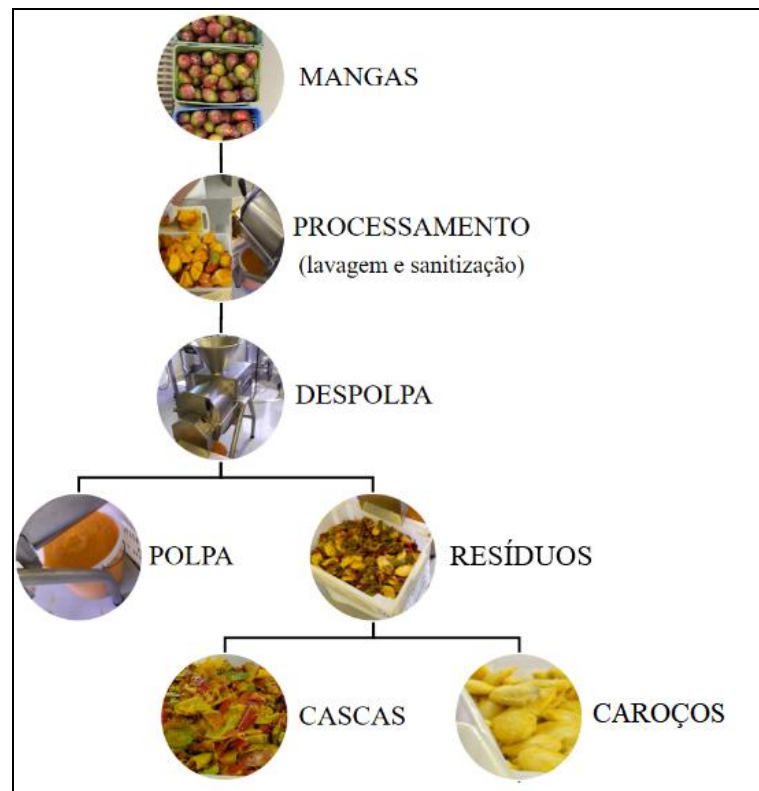 MANGAS
PROCESSAMENTO
(lavagem e sanitização)
DESPOLPA
POLPA
RESÍDUOS
CASCAS
CAROÇOS